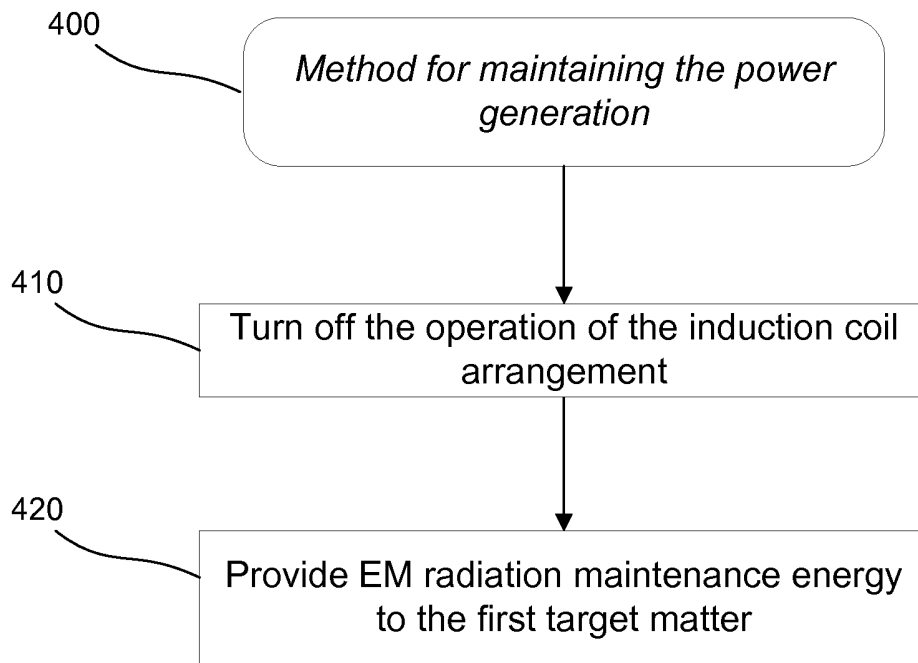 400
Method for maintaining the power
generation
410
Turn off the operation of the induction coil
arrangement
420
Provide EM radiation maintenance energy
to the first target matter